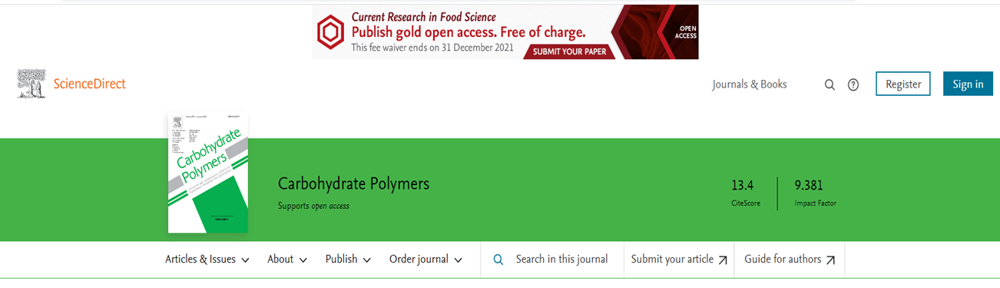 Current Research in Food Science
Publish gold open access. Free of charge.
This fee waiver ends on 31 December 2021
SUBMIT YOUR PAPER
OPEN
ACCESS
ScienceDirect
Journals & Books
Register
Sign in
Carbohydrate
Polymers
Carbohydrate Polymers
Supports open access
13.4
CiteScore
9.381
Impact Factor
Articles & Issues
About
Publish
Order journal
Search in this journal
Submit your article
Guide for authors